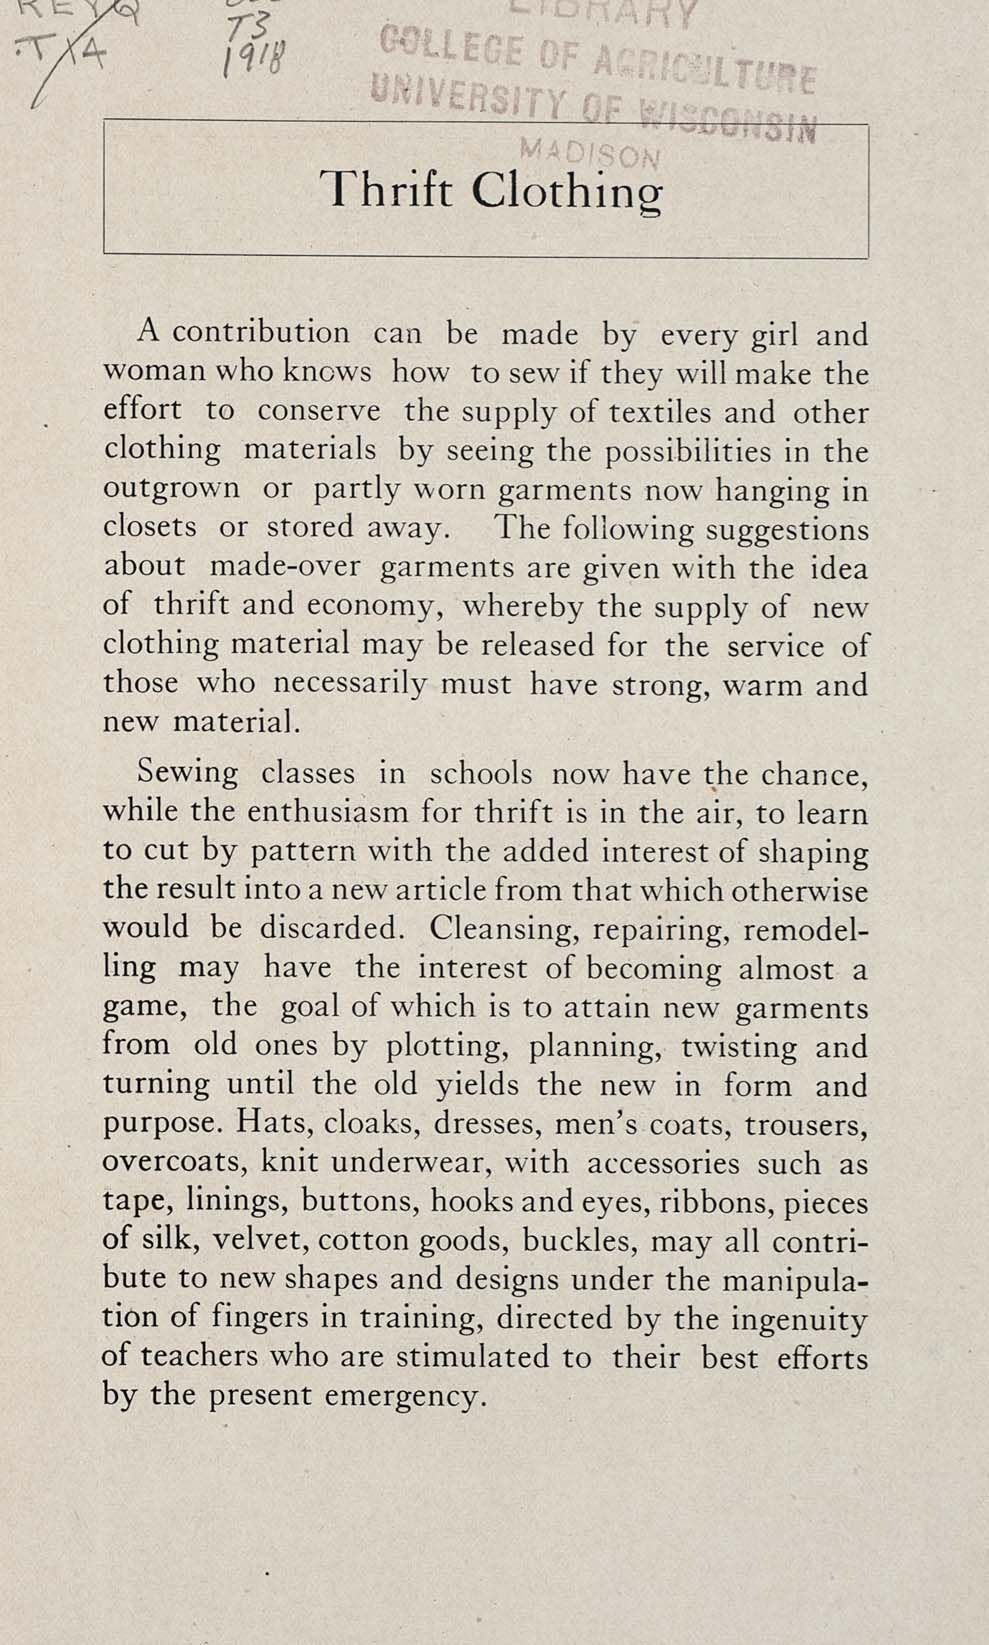 T3
.TX4
1918
LIBRARY
COLLEGE OF AGRICULTURE
UNIVERSITY OF WISCONSIN
MADISON
Thrift Clothing
A contribution can be made by every girl and
woman who knows how to sew if they will make the
effort to conserve the supply of textiles and other
clothing materials by seeing the possibilities in the
outgrown or partly worn garments now hanging in
closets or stored away. The following suggestions
about made-over garments are given with the idea
of thrift and economy, whereby the supply of new
clothing material may be released for the service of
those who necessarily must have strong, warm and
new material.
Sewing classes in schools now have the chance,
while the enthusiasm for thrift is in the air, to learn
to cut by pattern with the added interest of shaping
the result into a new article from that which otherwise
would be discarded. Cleansing, repairing, remodel-
ling may have the interest of becoming almost a
game, the goal of which is to attain new garments
from old ones by plotting, planning, twisting and
turning until the old yields the new in form and
purpose. Hats, cloaks, dresses, men's coats, trousers,
overcoats, knit underwear, with accessories such as
tape, linings, buttons, hooks and eyes, ribbons, pieces
of silk, velvet, cotton goods, buckles, may all contri-
bute to new shapes and designs under the manipula-
tion of fingers in training, directed by the ingenuity
of teachers who are stimulated to their best efforts
by the present emergency.